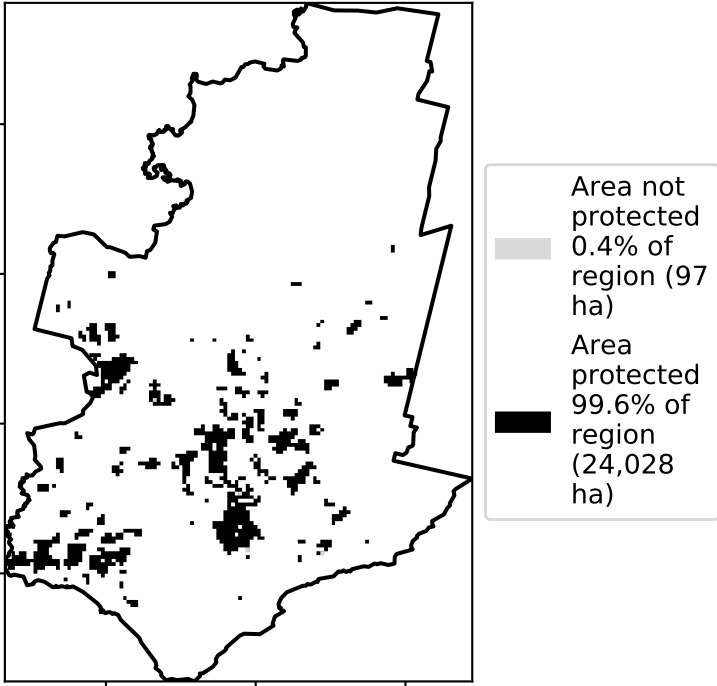 Area not
protected
0.4% of
region (97
ha)
Area
protected
99.6% of
region
(24,028
ha)